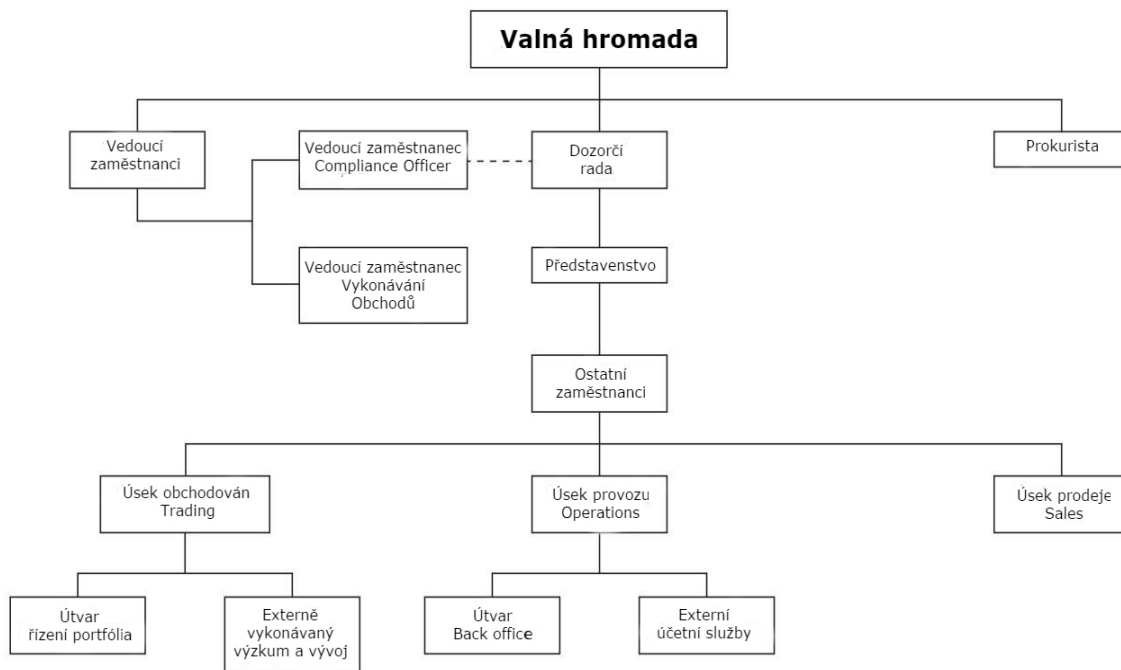 Valná hromada
Vedoucí
zaměstnanci
Vedoucí zaměstnanec
Compliance Officer
Dozorčí
rada
Prokurista
Vedoucí zaměstnanec
Vykonávání
Obchodů
Představenstvo
Ostatní
zaměstnanci
Úsek obchodován
Trading
Úsek provozu
Operations
Úsek prodeje
Sales
Útvar
řízení portfólia
Externě
vykonávaný
výzkum a vývoj
Útvar
Back office
Externí
účetní služby